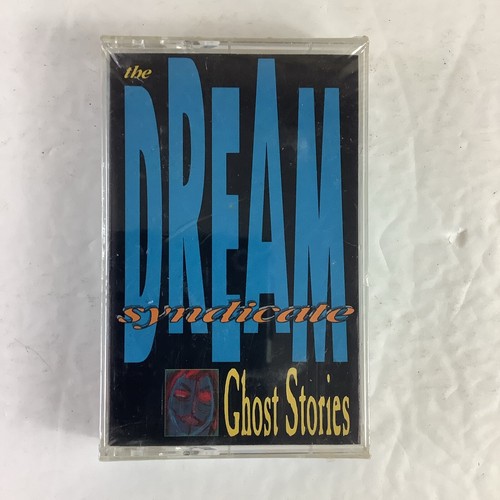 the
DREAM
syndicate
Ghost Stories